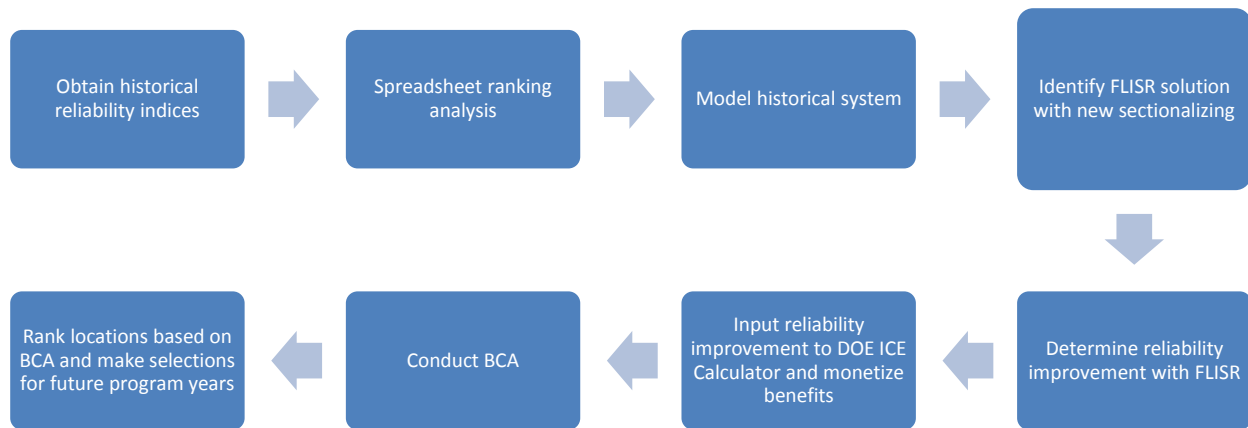 Obtain historical
reliability indices
Spreadsheet ranking
analysis
Model historical system
Identify FLISR solution
with new sectionalizing
Determine reliability
improvement with FLISR
Input reliability
improvement to DOE ICE
Calculator and monetize
benefits
Conduct BCA
Rank locations based on
BCA and make selections
for future program years